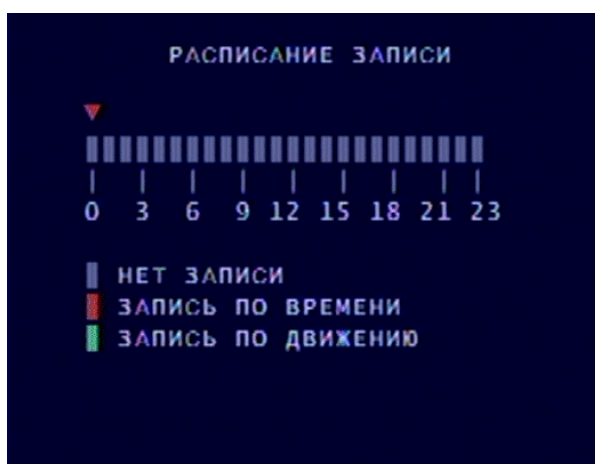 РАСПИСАНИЕ ЗАПИСИ
0 3 6 9 12 15 18 21 23
НЕТ ЗАПИСИ
ЗАПИСЬ ПО ВРЕМЕНИ
ЗАПИСЬ ПО ДВИЖЕНИЮ